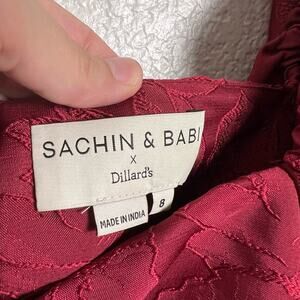 SACHIN & BABI
X
Dillard's
8
MADE IN INDIA